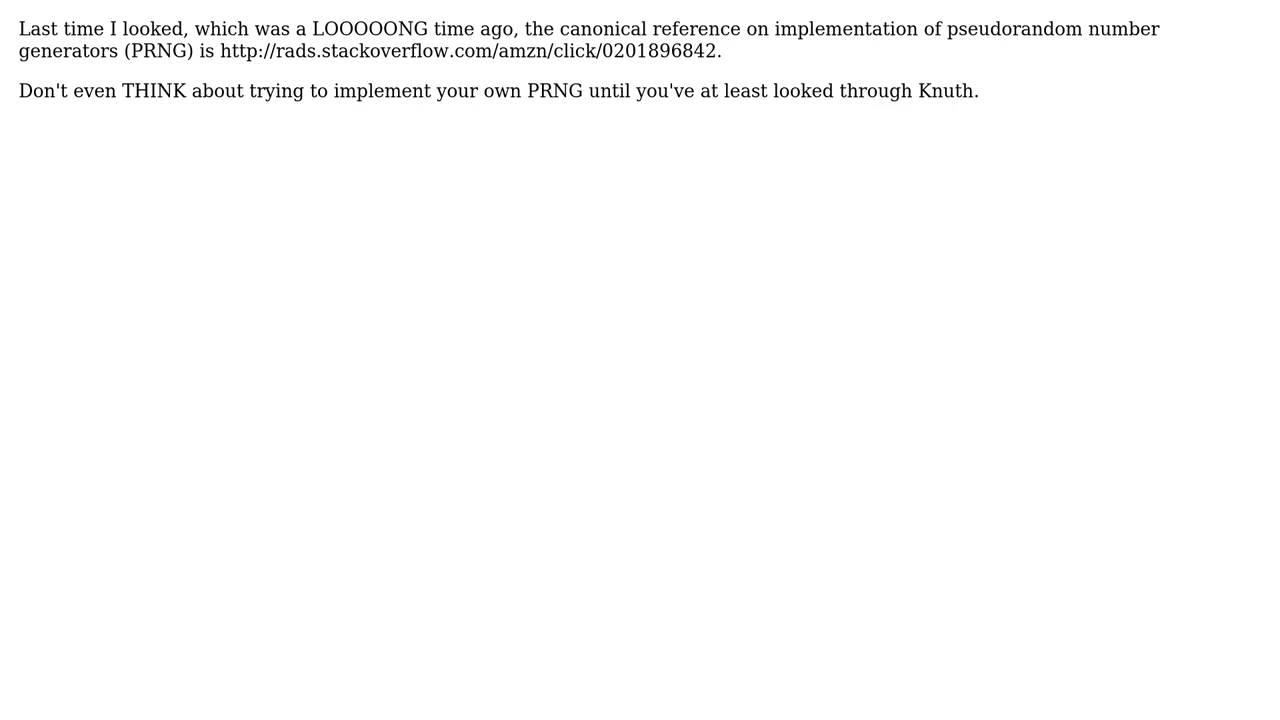 Last time I looked, which was a LOOOOONG time ago, the canonical reference on implementation of pseudorandom number
generators (PRNG) is http://rads.stackoverflow.com/amzn/click/0201896842.
Don't even THINK about trying to implement your own PRNG until you've at least looked through Knuth.